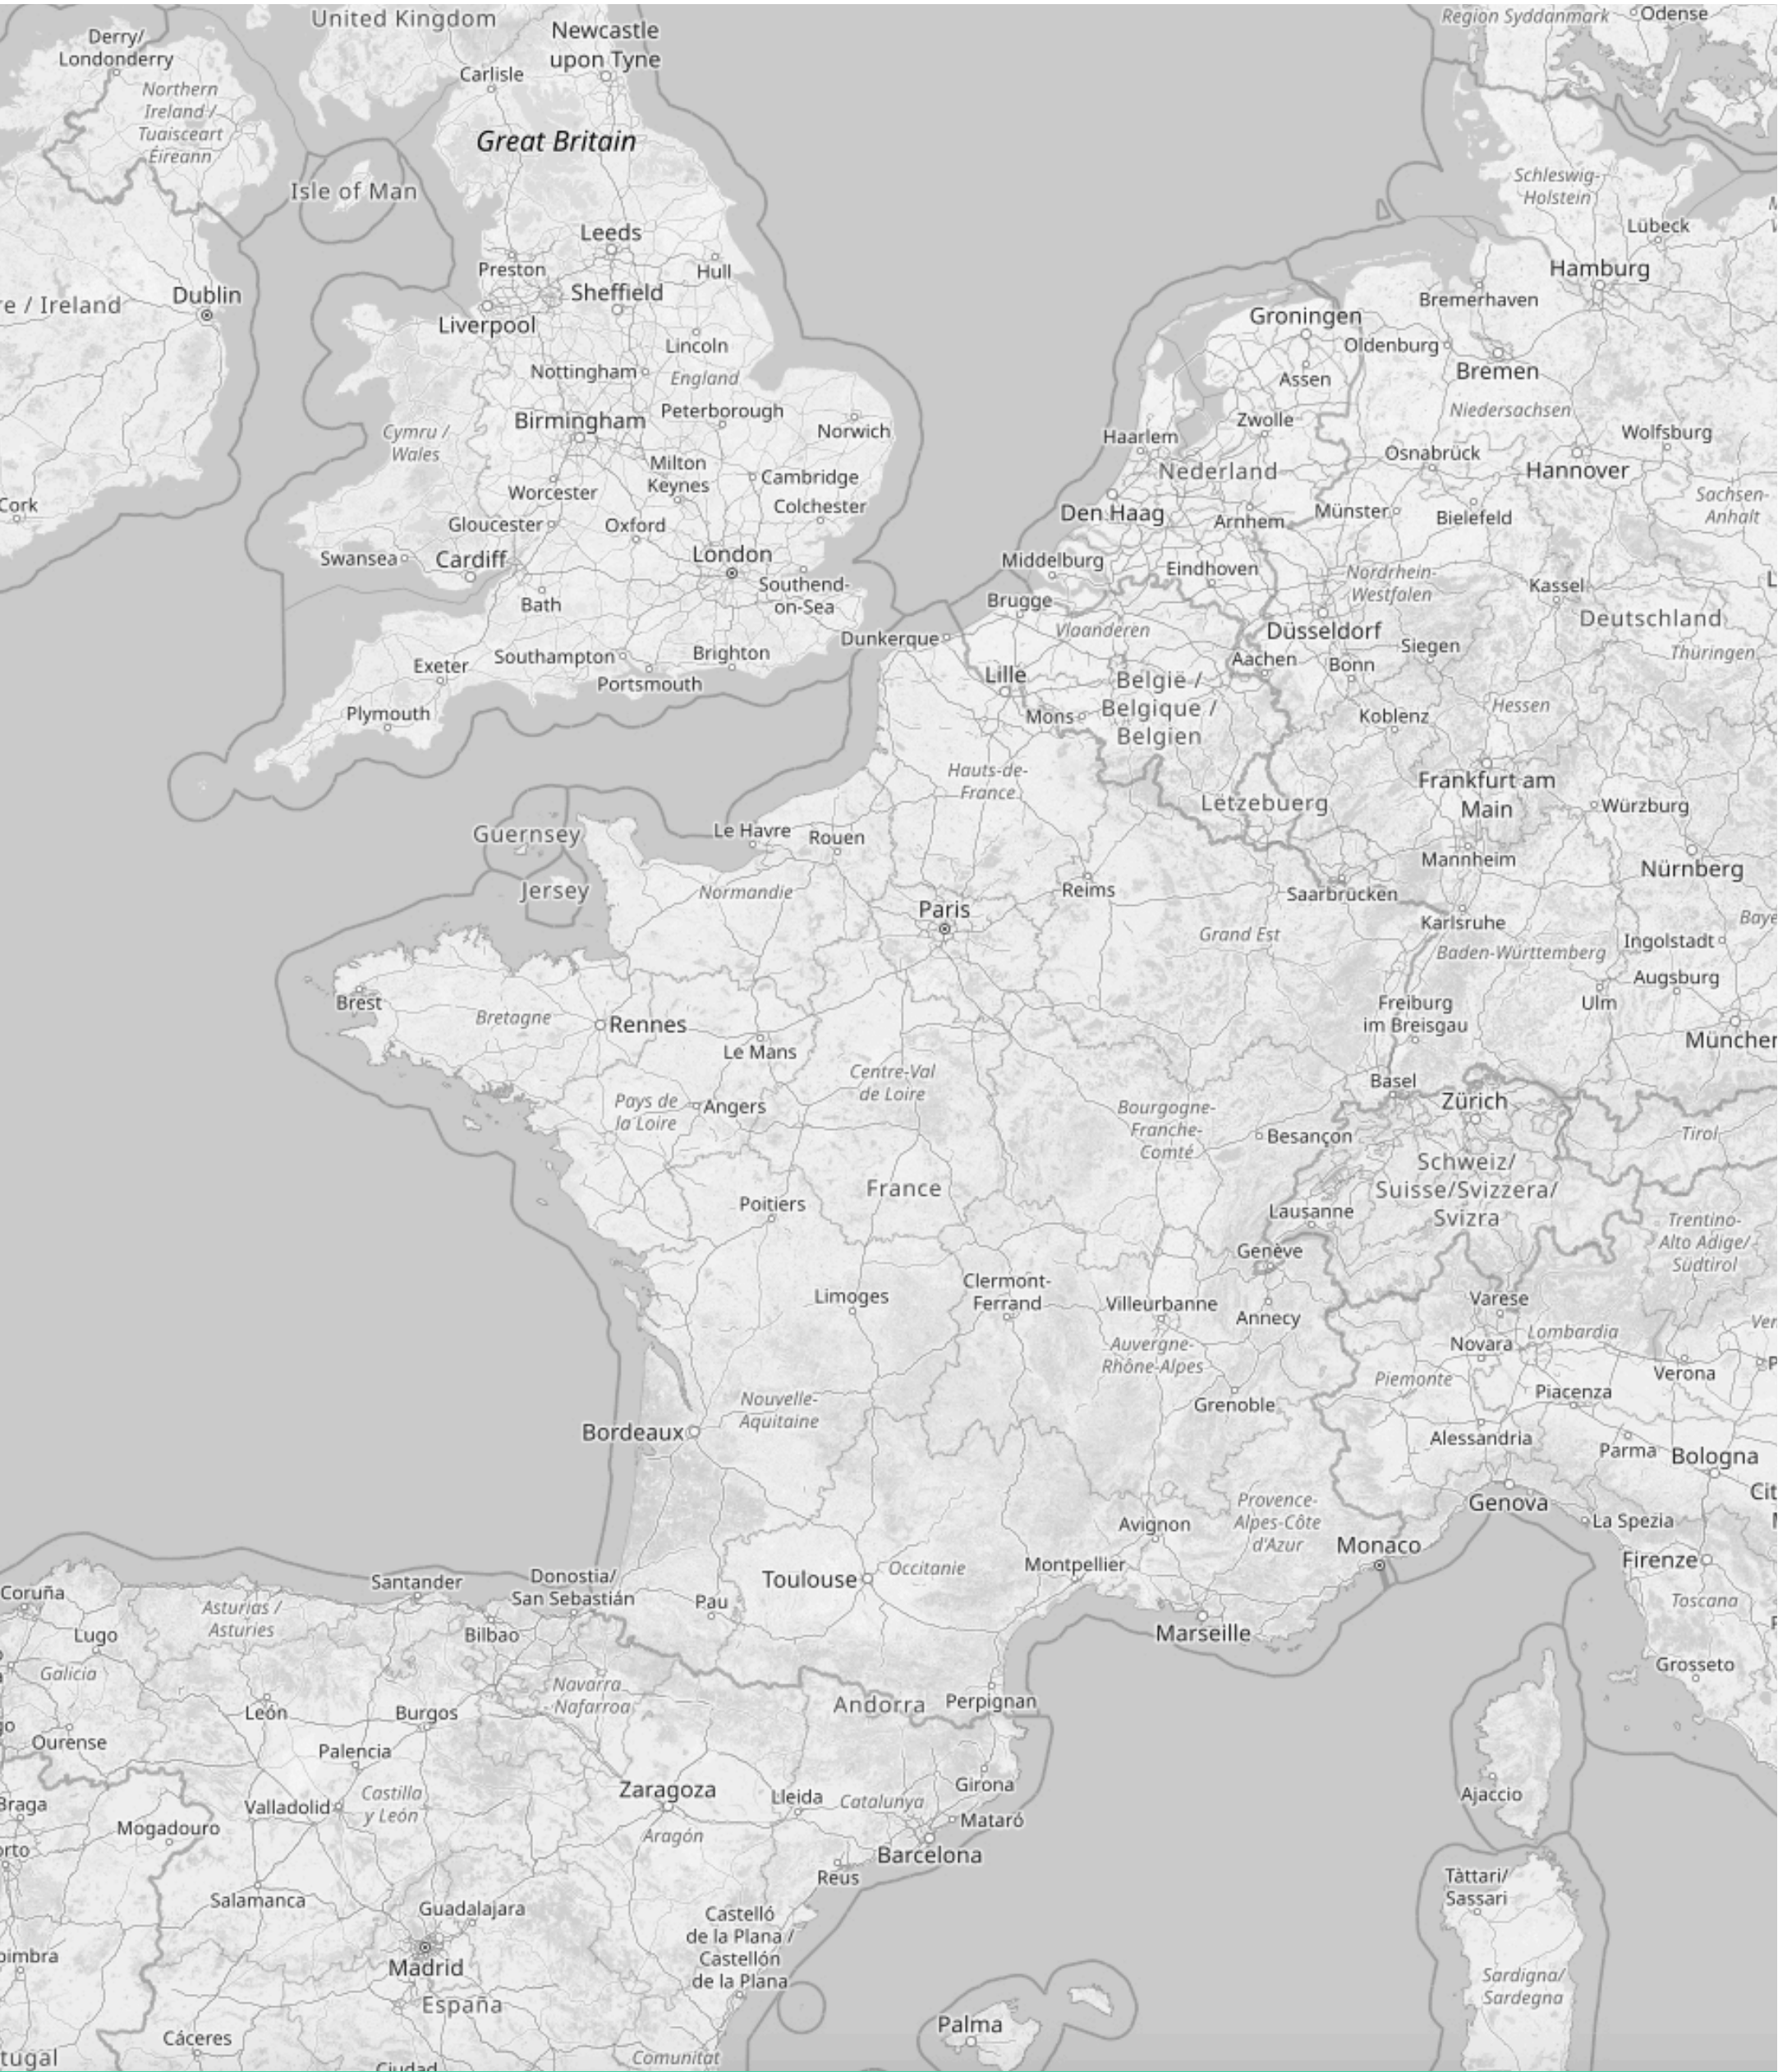 United Kingdom
Newcastle
upon Tyne
Region Syddanmark
Odense
Derry/
Londonderry
Carlisle
Northern
Ireland /
Tuaisceart
Éireann
Great Britain
Isle of Man
Schleswig-
Holstein
Lübeck
Leeds
Preston
Hull
Hamburg
Dublin
Sheffield
Bremerhaven
re / Ireland
Liverpool
Groningen
Lincoln
Oldenburg
Nottingham
England
Assen
Bremen
Birmingham
Peterborough
Zwolle
Niedersachsen
Cymru /
Wales
Norwich
Haarlem
Wolfsburg
Milton
Keynes
Cambridge
Nederland
Osnabrück
Hannover
Worcester
Colchester
Sachsen-
Anhalt
Cork
Gloucester
Oxford
Den Haag
Arnhem
Münster
Bielefeld
Swansea
Cardiff
London
Middelburg
Eindhoven
Southend-
on-Sea
Nordrhein-
Westfalen
Kassel
Bath
Brugge
Deutschland
Dunkerque
Vlaanderen
Düsseldorf
Exeter
Southampton
Brighton
Siegen
Thüringen
Portsmouth
Lille
Aachen
Bonn
België /
Belgique /
Belgien
Plymouth
Mons
Koblenz
Hessen
Hauts-de-
France
Frankfurt am
Main
Lëtzebuerg
Würzburg
Guernsey
Le Havre
Rouen
Mannheim
Nürnberg
Jersey
Normandie
Reims
Saarbrücken
Paris
Karlsruhe
Baye
Grand Est
Ingolstadt
Baden-Württemberg
Augsburg
Brest
Bretagne
Rennes
Freiburg
im Breisgau
Ulm
Le Mans
München
Centre-Val
de Loire
Basel
Pays de
la Loire
Angers
Zürich
Bourgogne-
Franche-
Comté
Besançon
Tirol
Schweiz/
Suisse/Svizzera/
Svizra
France
Poitiers
Lausanne
Trentino-
Alto Adige/
Südtirol
Genève
Clermont-
Ferrand
Limoges
Villeurbanne
Annecy
Varese
Ver
Lombardia
Auvergne-
Rhône-Alpes
Novara
Verona
Piemonte
Nouvelle-
Aquitaine
Grenoble
Piacenza
Bordeaux
Alessandria
Parma
Bologna
Provence-
Alpes-Côte
d'Azur
Genova
Cit
Avignon
La Spezia
Monaco
Firenze
Coruña
Santander
Donostia/
San Sebastián
Toulouse
Occitanie
Montpellier
Asturias /
Asturies
Pau
Toscana
Lugo
Bilbao
Marseille
Galicia
Grosseto
Navarra
- Nafarroa
León
Burgos
Andorra
Perpignan
go
Ourense
Palencia
Zaragoza
Girona
Castilla
y León
Lleida
Catalunya
Ajaccio
Braga
Valladolid
Mogadouro
Aragón
Mataró
orto
Barcelona
Reus
Tàttari/
Sassari
Salamanca
Guadalajara
Castelló
de la Plana /
Castellón
de la Plana
oimbra
Madrid
Sardigna/
Sardegna
España
Palma
Cáceres
tugal
Ciudad
Comunitat